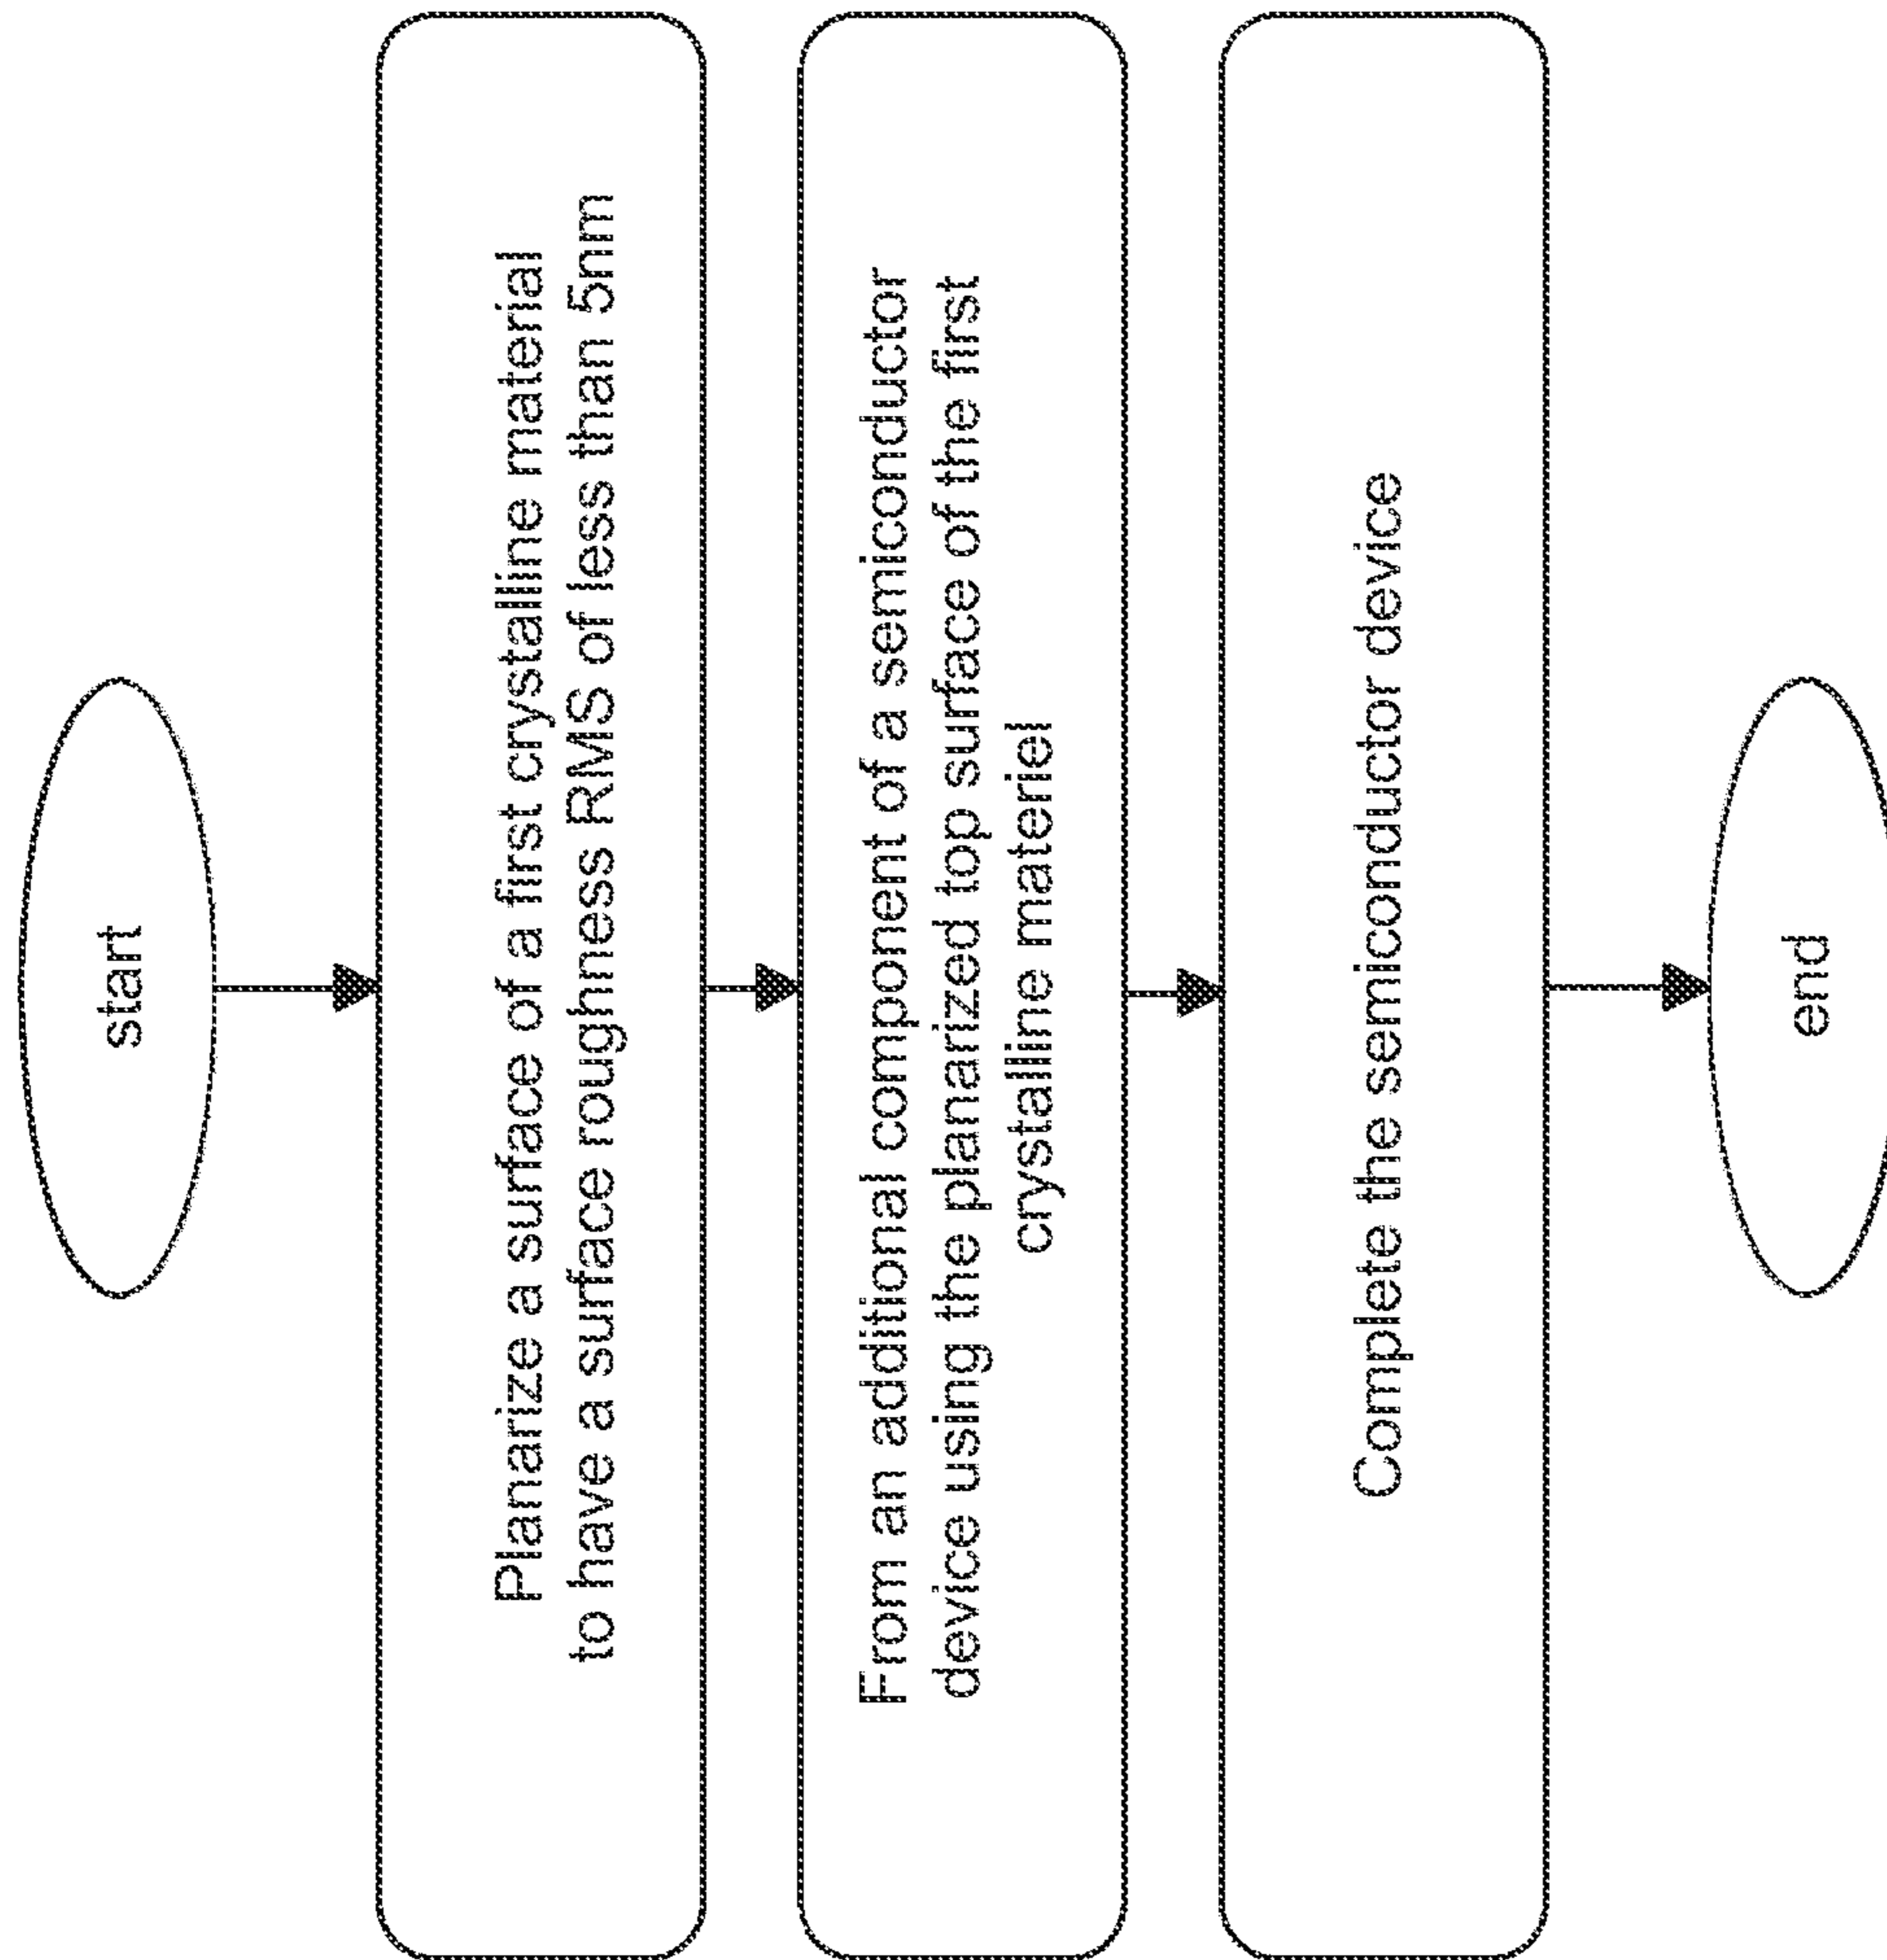 start
Planarize a surface of a first crystalline material
to have a surface roughness RMS of less than 5nm
From an additional component of a semiconductor
device using the planarized top surface of the first
crystalline materiel
Complete the semiconductor device
end